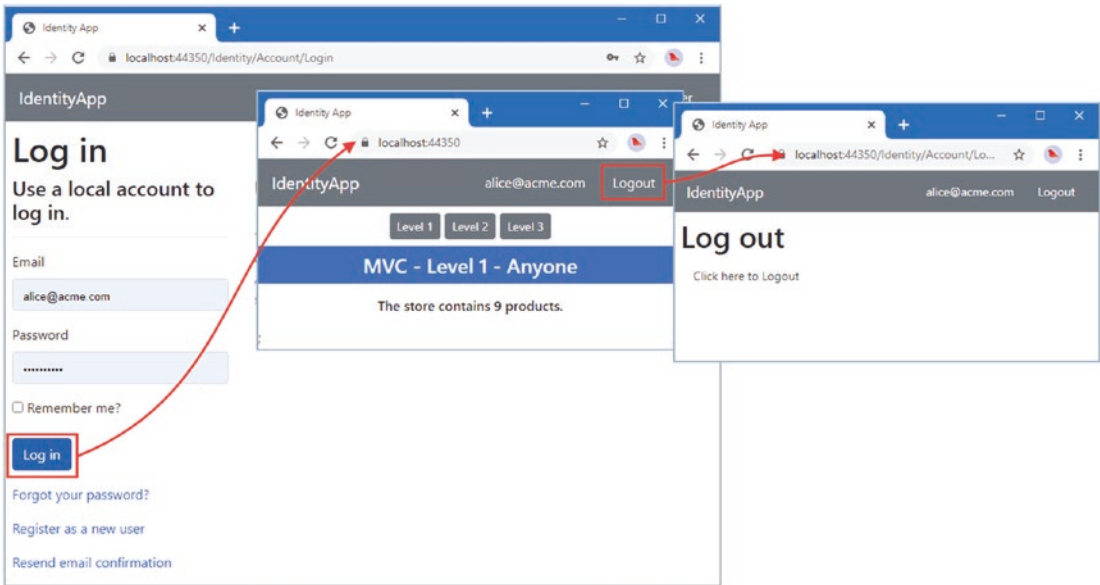 Identity App
localhost:44350/Identity/Account/Login
IdentityApp
Log in
Use a local account to
log in.
Email
alice@acme.com
Password
Remember me?
Log in
Forgot your password?
Register as a new user
Resend email confirmation
Identity App
localhost:44350
IdentityApp
alice@acme.com
Logout
Level 1
Level 2
Level 3
MVC - Level 1 - Anyone
The store contains 9 products.
Identity App
localhost:44350/Identity/Account/Lo...
IdentityApp
alice@acme.com
Logout
Log out
Click here to Logout